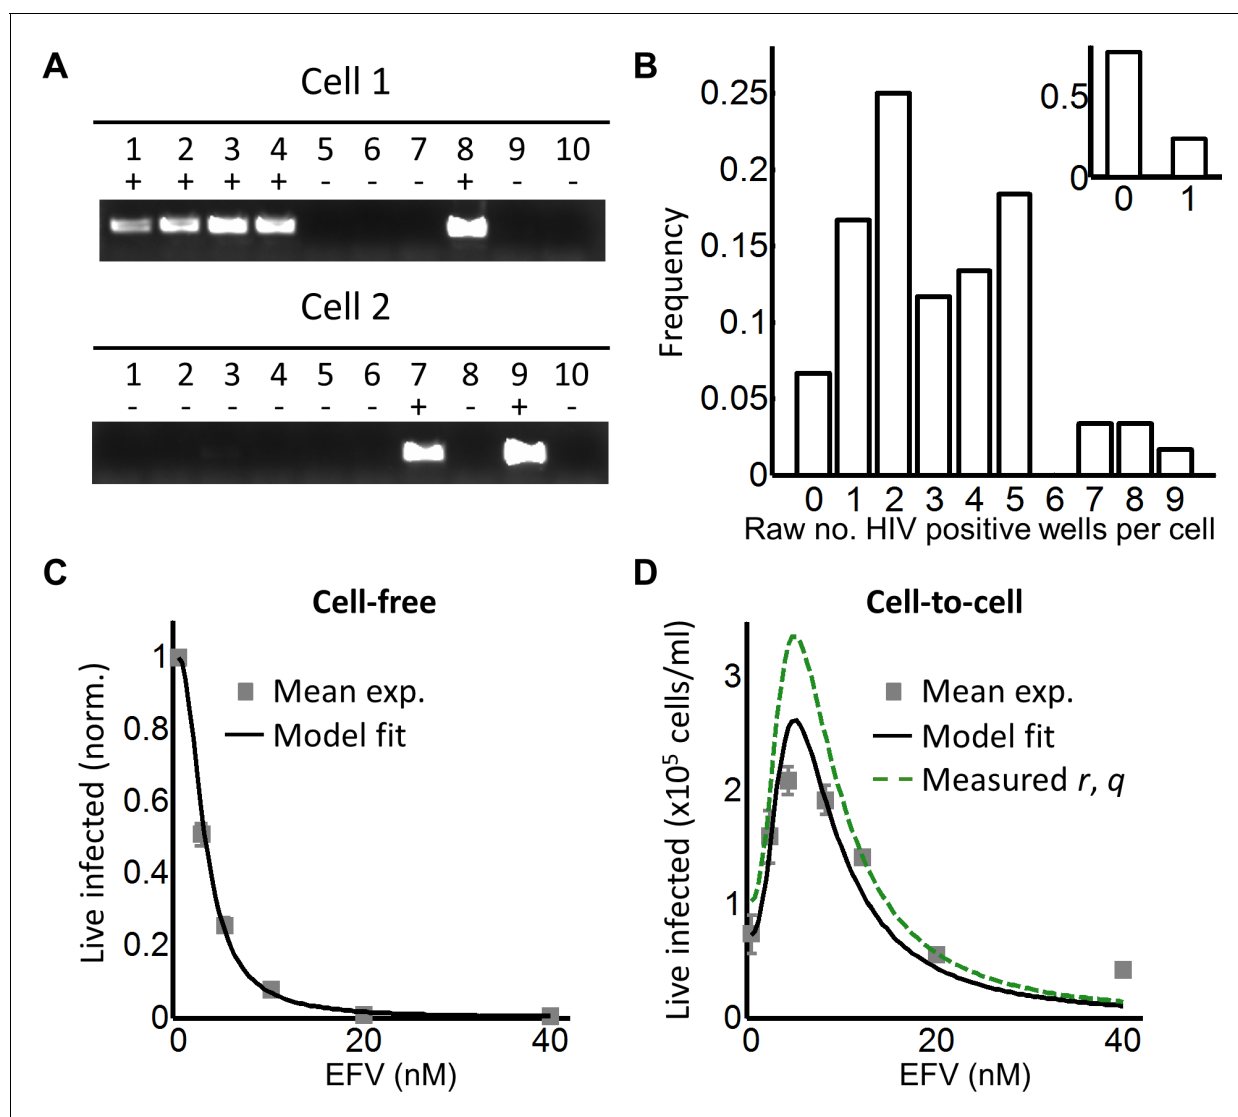 A
Cell 1
1 2 3 4 5 6 7 8 9 10
+ + + + - - - + - -
Cell 2
1 2 3 4 5 6 7 8 9 10
- - - - - - + - + -
B
Frequency
0.25
0.2
0.15
0.1
0.05
0
0 1 2 3 4 5 6 7 8 9
Raw no. HIV positive wells per cell
0.5
0
0 1
C
Cell-free
Live infected (norm.)
1
0.8
0.6
0.4
0.2
0
Mean exp.
Model fit
0 20 40
EFV (nM)
D
Cell-to-cell
Live infected (x10⁵ cells/ml)
3
2
1
0
Mean exp.
Model fit
Measured r, q
0 20 40
EFV (nM)